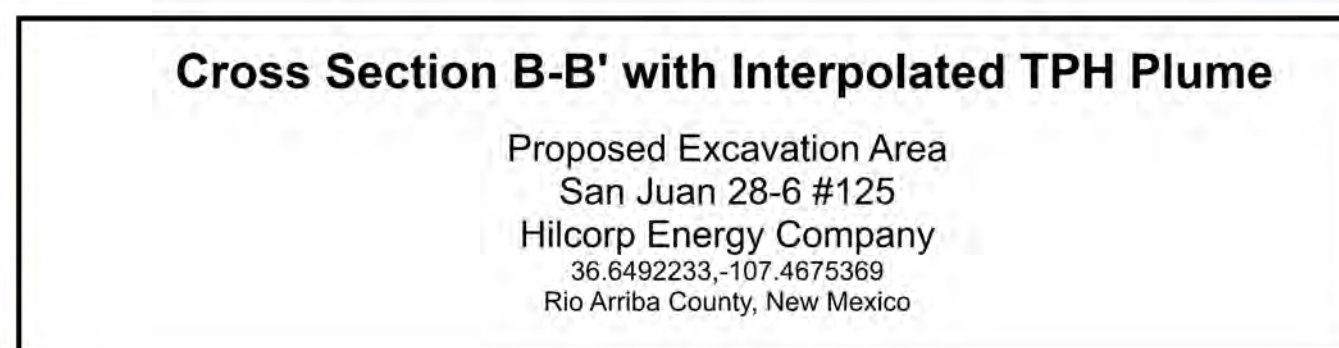 Cross Section B-B' with Interpolated TPH Plume
Proposed Excavation Area
San Juan 28-6 #125
Hilcorp Energy Company
36.6492233,-107.4675369
Rio Arriba County, New Mexico